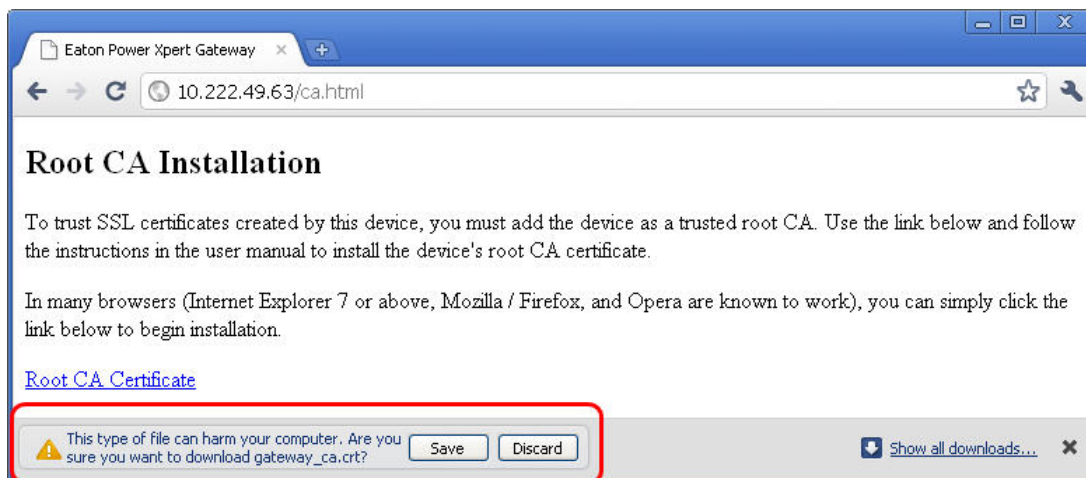 Eaton Power Xpert Gateway
10.222.49.63/ca.html
Root CA Installation
To trust SSL certificates created by this device, you must add the device as a trusted root CA. Use the link below and follow
the instructions in the user manual to install the device's root CA certificate.
In many browsers (Internet Explorer 7 or above, Mozilla / Firefox, and Opera are known to work), you can simply click the
link below to begin installation.
Root CA Certificate
This type of file can harm your computer. Are you
sure you want to download gateway_ca.crt?
Save
Discard
Show all downloads...